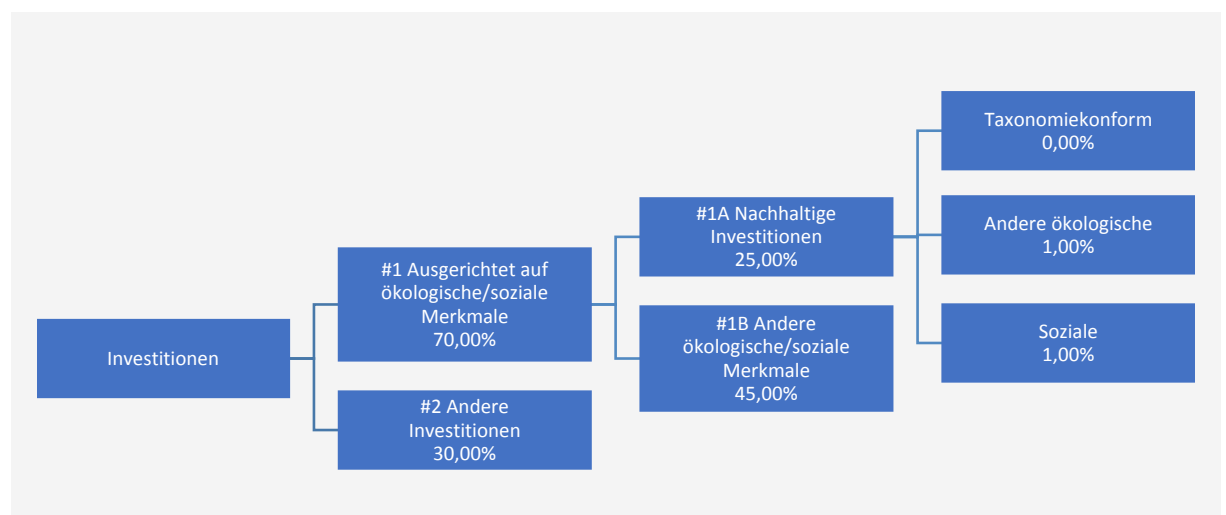 Investitionen
#1 Ausgerichtet auf
ökologische/soziale
Merkmale
70,00%
#2 Andere
Investitionen
30,00%
#1A Nachhaltige
Investitionen
25,00%
#1B Andere
ökologische/soziale
Merkmale
45,00%
Taxonomiekonform
0,00%
Andere ökologische
1,00%
Soziale
1,00%